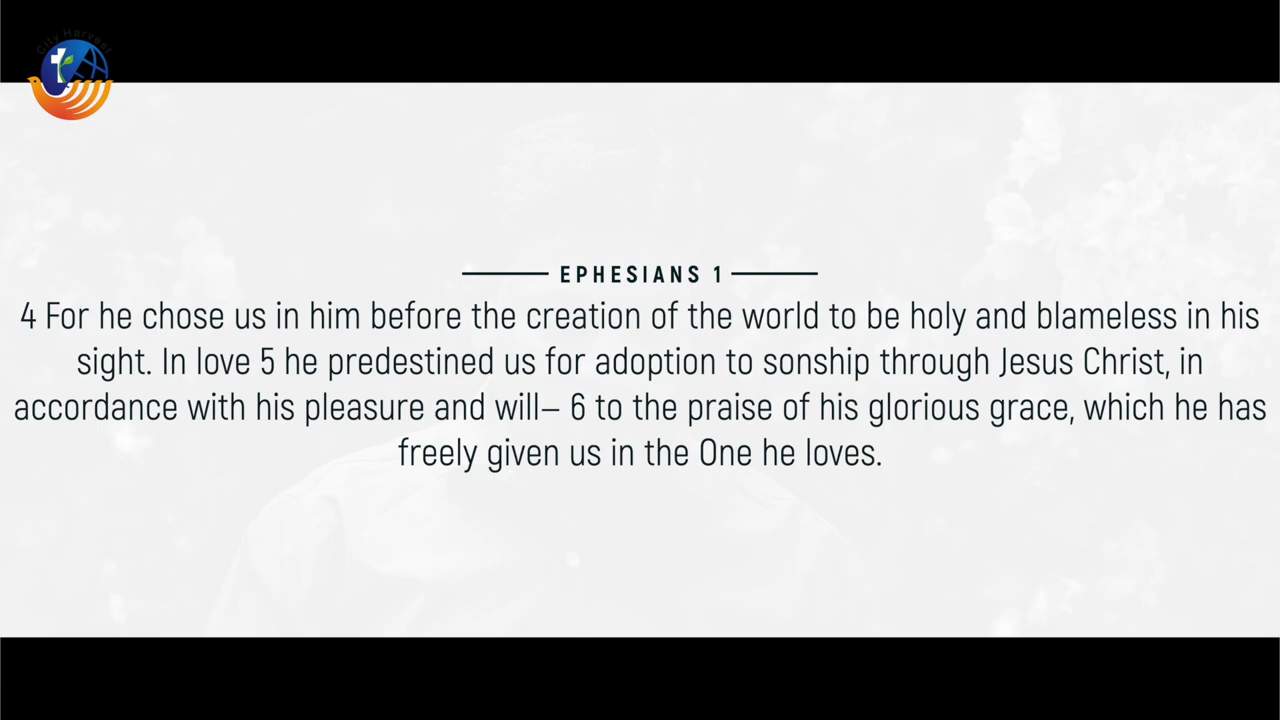 City Harvest
EPHESIANS 1
4 For he chose us in him before the creation of the world to be holy and blameless in his
sight. In love 5 he predestined us for adoption to sonship through Jesus Christ, in
accordance with his pleasure and will– 6 to the praise of his glorious grace, which he has
freely given us in the One he loves.